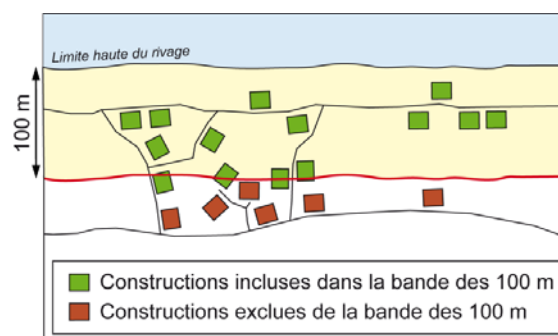 Limite haute du rivage
100 m
Constructions incluses dans la bande des 100 m
Constructions exclues de la bande des 100 m